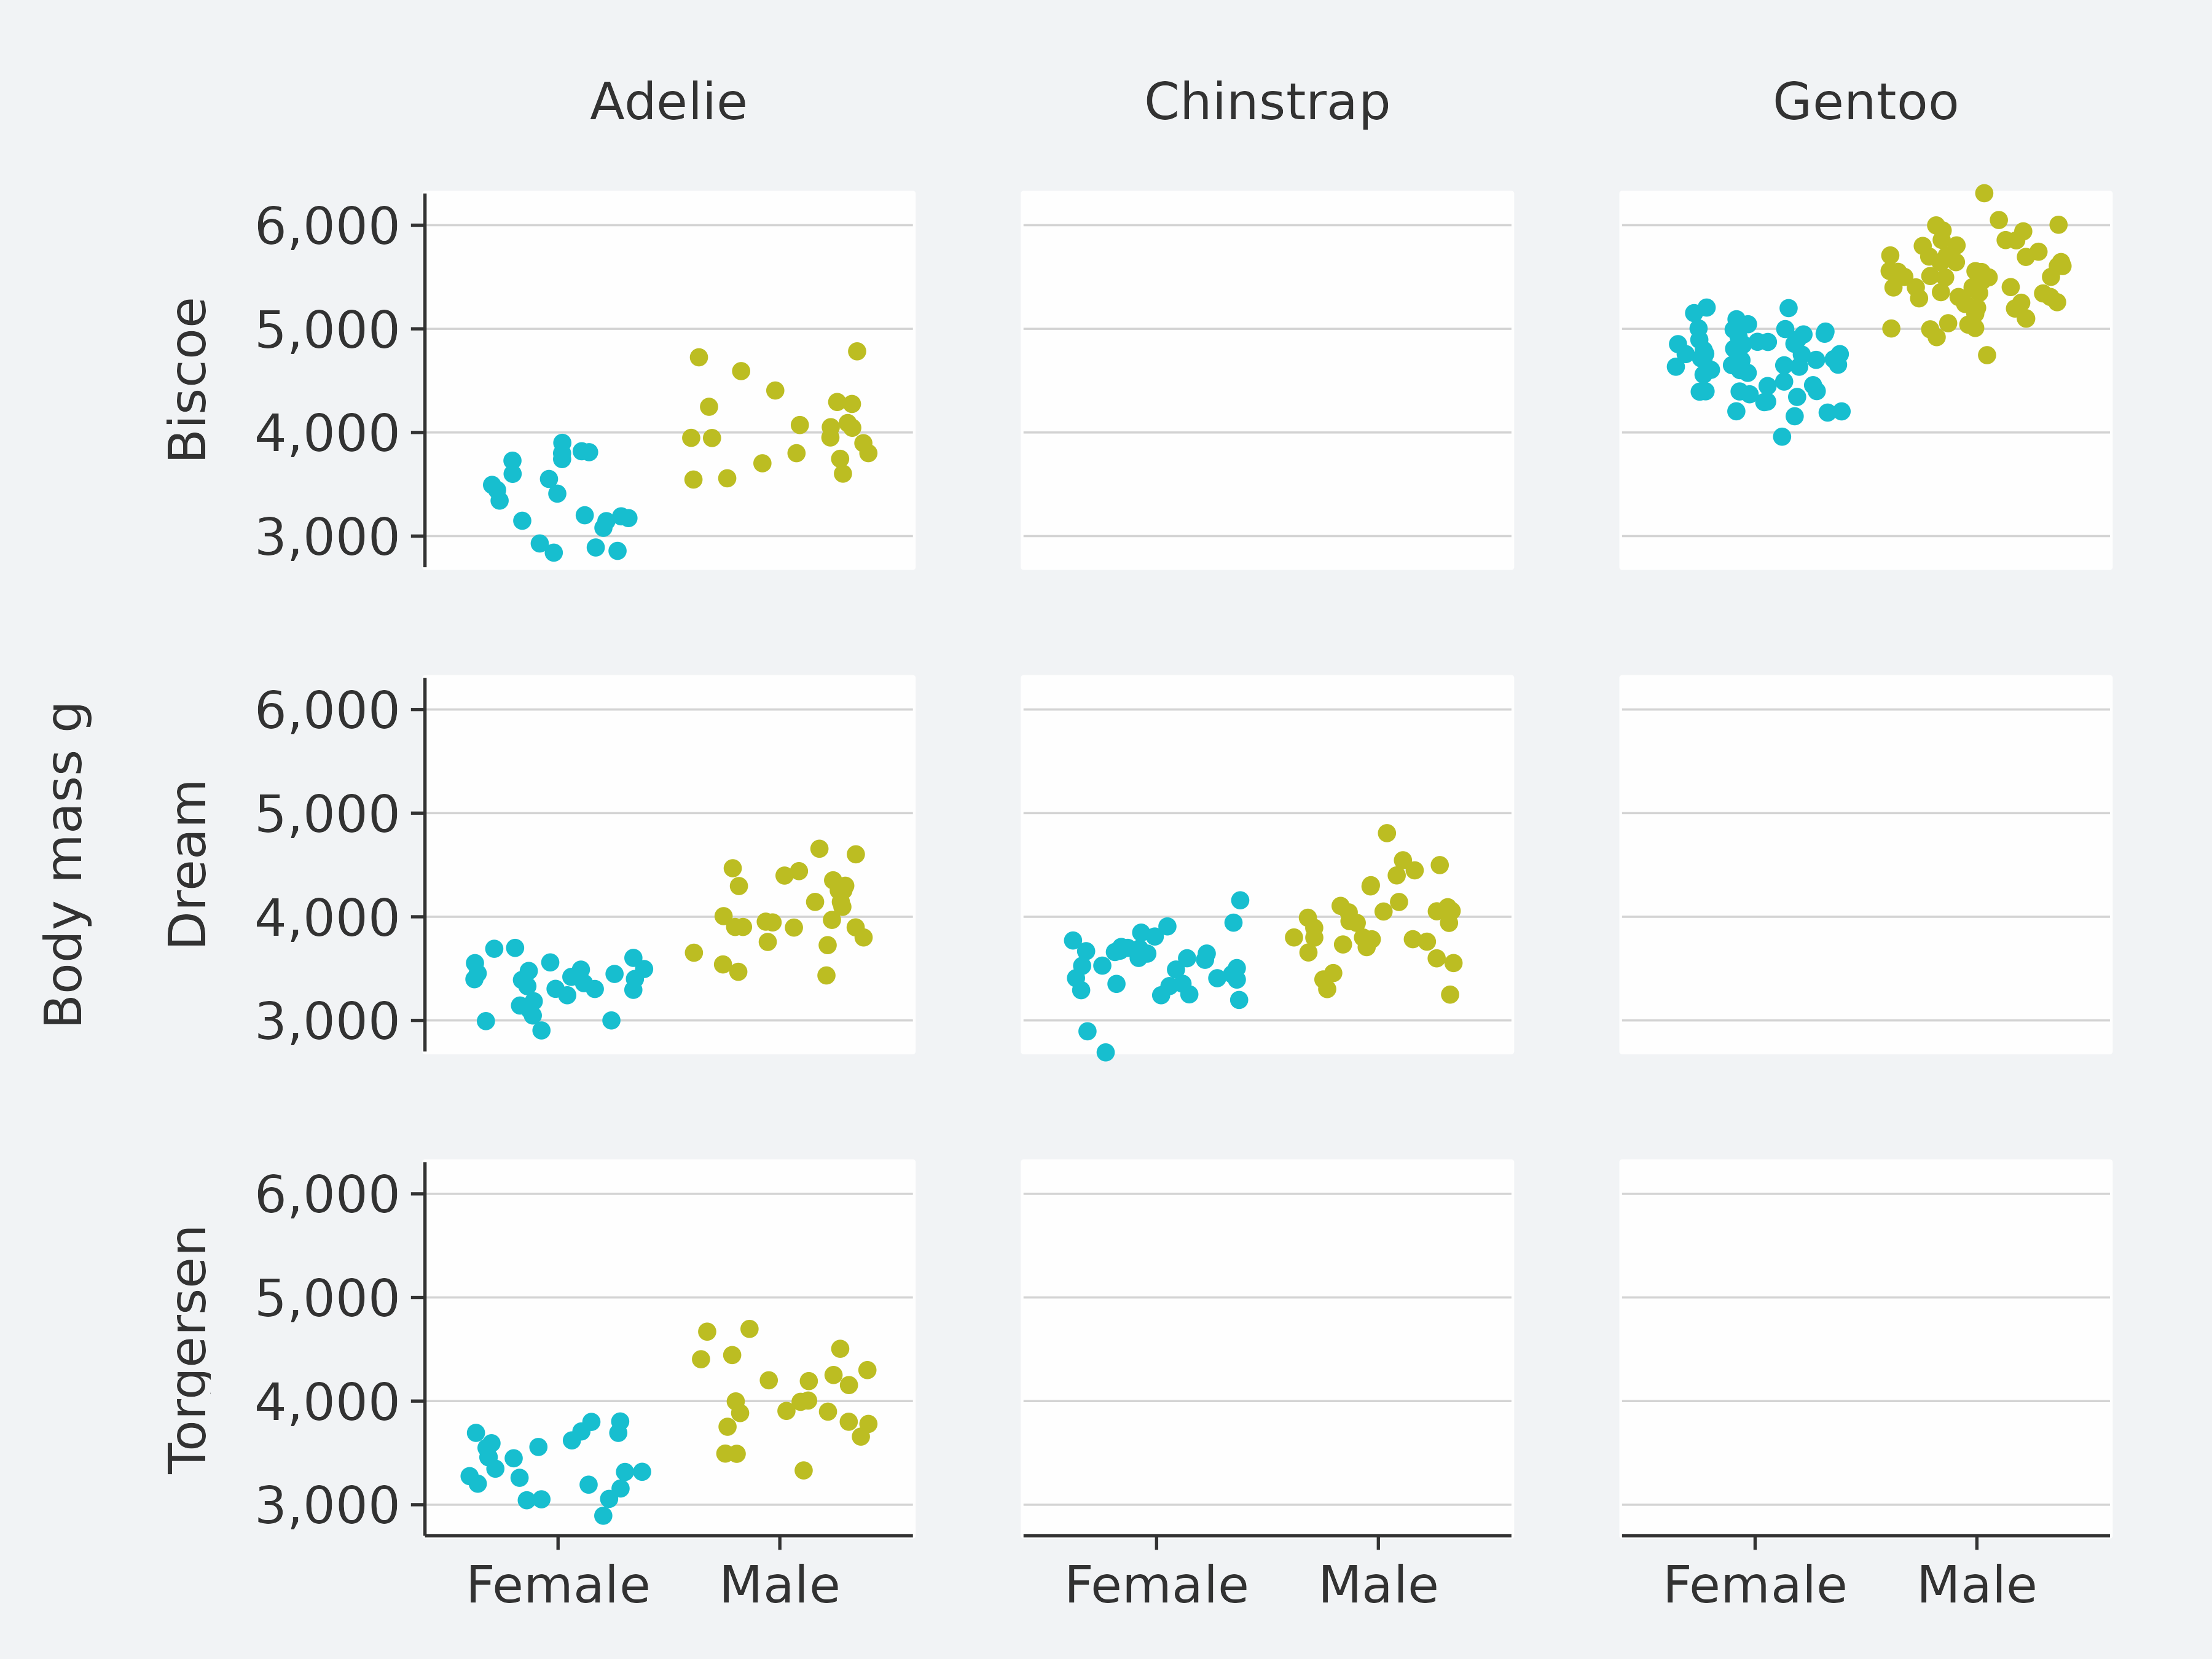 Adelie
Chinstrap
Gentoo
Body mass g
Biscoe
6,000
5,000
4,000
3,000
Dream
6,000
5,000
4,000
3,000
Torgersen
6,000
5,000
4,000
3,000
Female Male
Female Male
Female Male